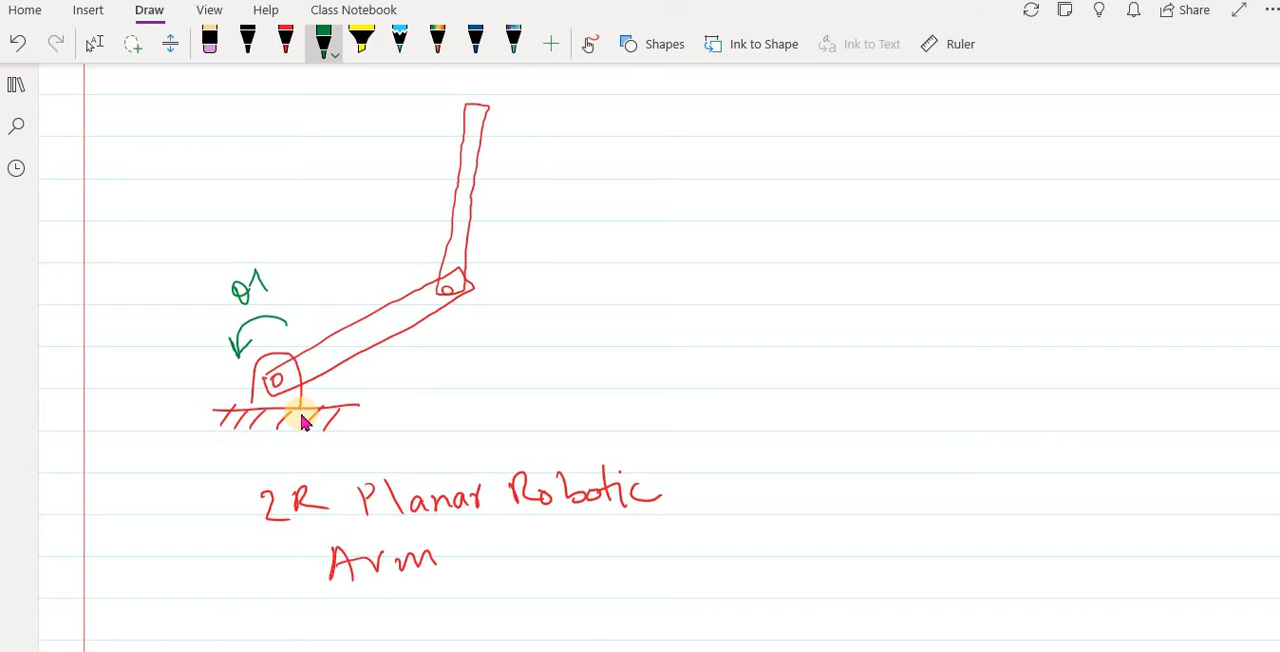 Home Insert Draw View Help Class Notebook Share
Shapes Ink to Shape Ink to Text Ruler
θ1
2R Planar Robotic
Arm